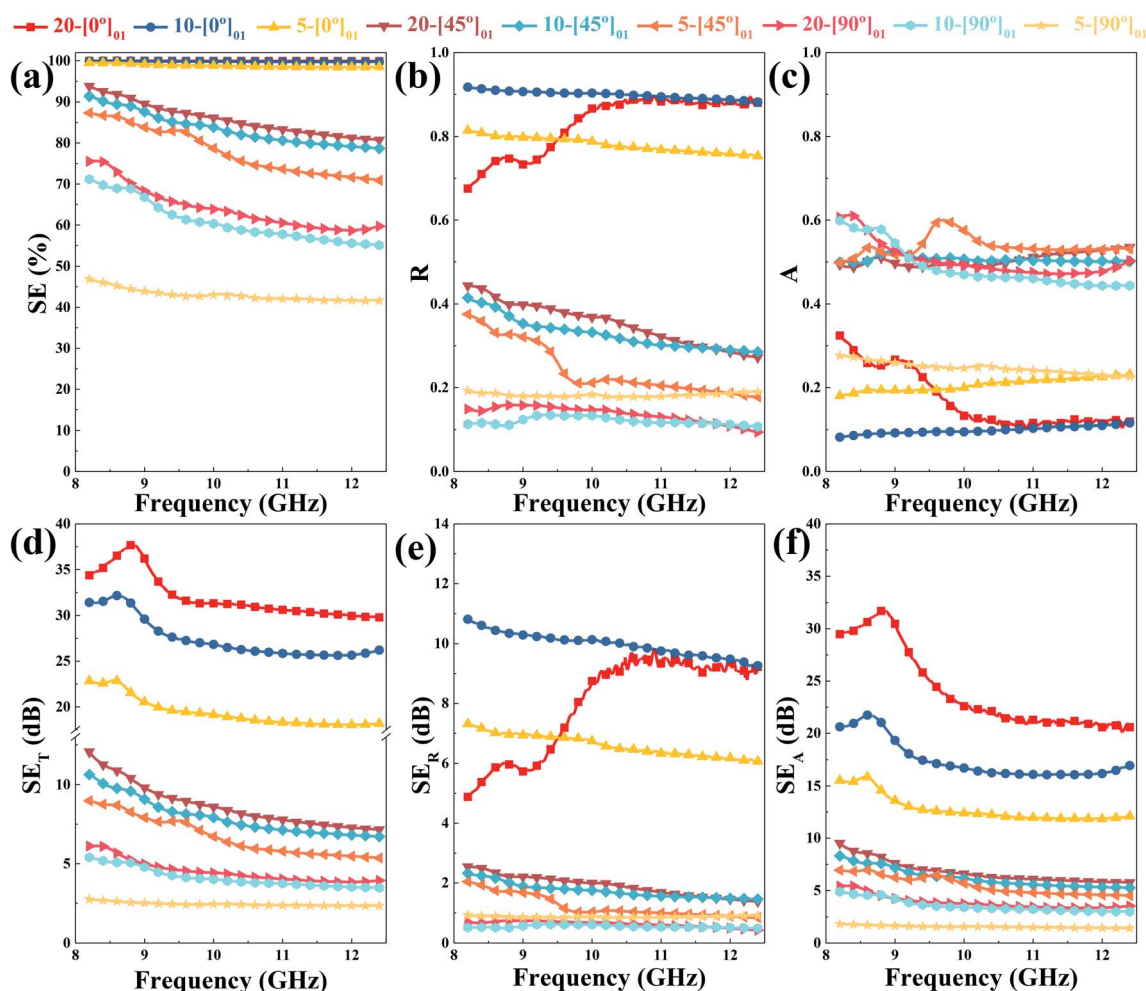 20-[0°]₀₁ 10-[0°]₀₁ 5-[0°]₀₁ 20-[45°]₀₁ 10-[45°]₀₁ 5-[45°]₀₁ 20-[90°]₀₁ 10-[90°]₀₁ 5-[90°]₀₁
(a)
SE (%)
100
90
80
70
60
50
40
30
20
10
0
8 9 10 11 12
Frequency (GHz)
(b)
R
1.0
0.8
0.6
0.4
0.2
0.0
8 9 10 11 12
Frequency (GHz)
(c)
A
1.0
0.8
0.6
0.4
0.2
0.0
8 9 10 11 12
Frequency (GHz)
(d)
SE_T (dB)
40
35
30
25
20
10
5
0
8 9 10 11 12
Frequency (GHz)
(e)
SE_R (dB)
14
12
10
8
6
4
2
0
8 9 10 11 12
Frequency (GHz)
(f)
SE_A (dB)
40
35
30
25
20
15
10
5
0
8 9 10 11 12
Frequency (GHz)